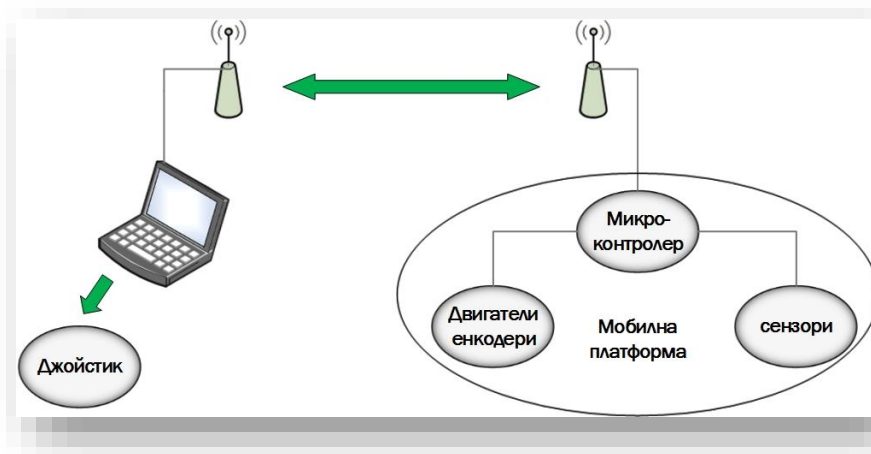 Микро-
контролер
Двигатели
енкодери
Мобилна
платформа
сензори
Джойстик